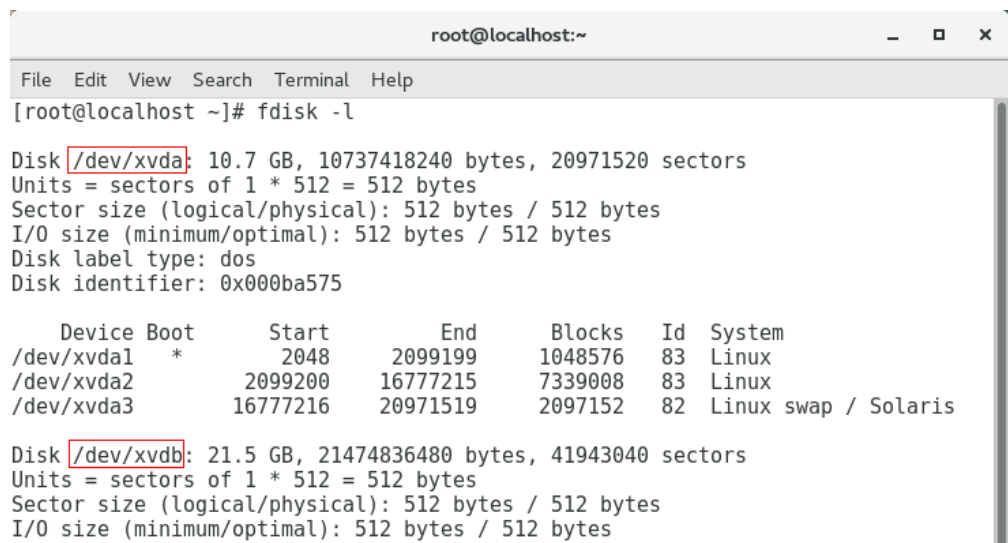 root@localhost:~
File Edit View Search Terminal Help
[root@localhost ~]# fdisk -l
Disk /dev/xvda: 10.7 GB, 10737418240 bytes, 20971520 sectors
Units = sectors of 1 * 512 = 512 bytes
Sector size (logical/physical): 512 bytes / 512 bytes
I/O size (minimum/optimal): 512 bytes / 512 bytes
Disk label type: dos
Disk identifier: 0x000ba575
Device Boot Start End Blocks Id System
/dev/xvda1 * 2048 2099199 1048576 83 Linux
/dev/xvda2 2099200 16777215 7339008 83 Linux
/dev/xvda3 16777216 20971519 2097152 82 Linux swap / Solaris
Disk /dev/xvdb: 21.5 GB, 21474836480 bytes, 41943040 sectors
Units = sectors of 1 * 512 = 512 bytes
Sector size (logical/physical): 512 bytes / 512 bytes
I/O size (minimum/optimal): 512 bytes / 512 bytes